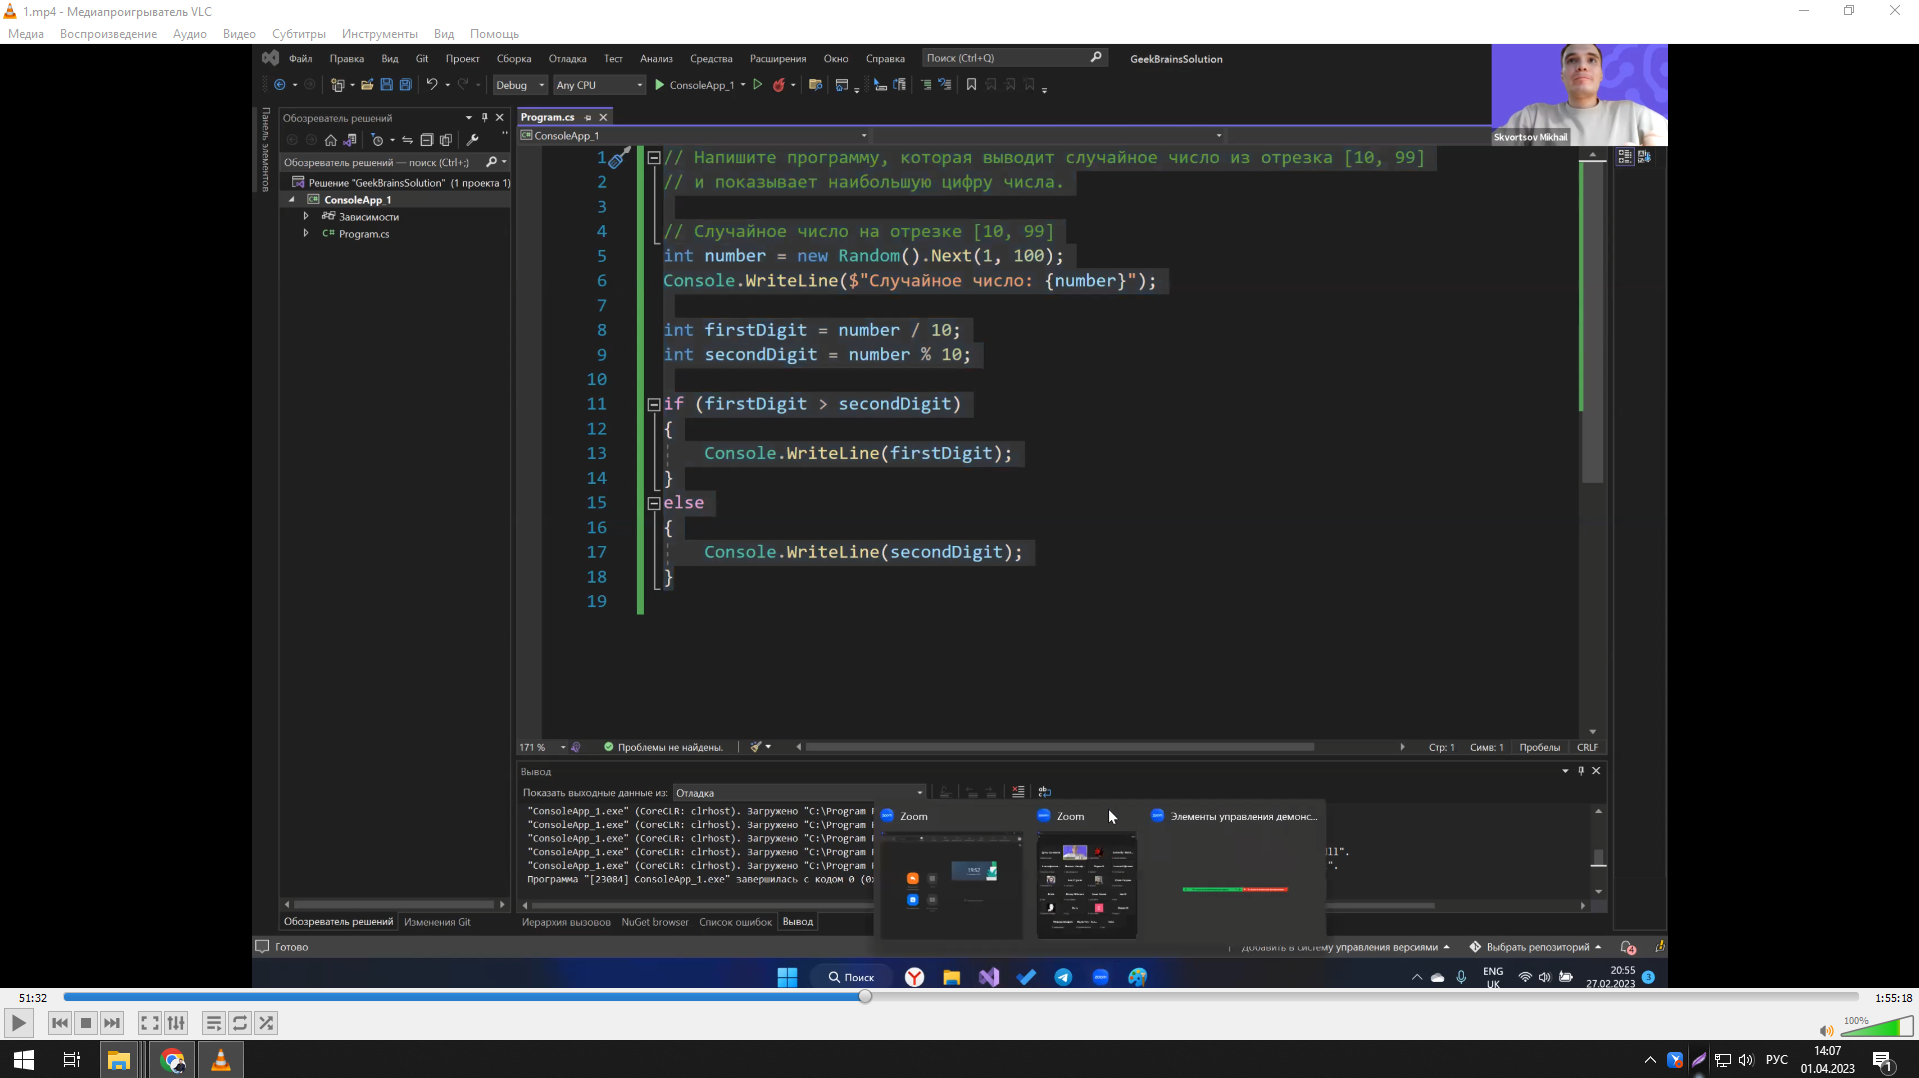 1.mp4 - Медиапроигрыватель VLC
Медиа Воспроизведение Аудио Видео Субтитры Инструменты Вид Помощь
Файл Правка Вид Git Проект Сборка Отладка Тест Анализ Средства Расширения Окно Справка Поиск (Ctrl+Q) GeekBrainsSolution
Debug Any CPU ConsoleApp_1
Skvortsov Mikhail
Панель элементов
Обозреватель решений
Обозреватель решений — поиск (Ctrl+;)
Решение "GeekBrainsSolution" (1 проекта 1)
ConsoleApp_1
Зависимости
C# Program.cs
Program.cs
ConsoleApp_1
1 // Напишите программу, которая выводит случайное число из отрезка [10, 99]
2 // и показывает наибольшую цифру числа.
3
4 // Случайное число на отрезке [10, 99]
5 int number = new Random().Next(1, 100);
6 Console.WriteLine($"Случайное число: {number}");
7
8 int firstDigit = number / 10;
9 int secondDigit = number % 10;
10
11 if (firstDigit > secondDigit)
12 {
13 Console.WriteLine(firstDigit);
14 }
15 else
16 {
17 Console.WriteLine(secondDigit);
18 }
19
171 % Проблемы не найдены. Стр: 1 Симв: 1 Пробелы CRLF
Вывод
Показать выходные данные из: Отладка
"ConsoleApp_1.exe" (CoreCLR: clrhost). Загружено "C:\Program
"ConsoleApp_1.exe" (CoreCLR: clrhost). Загружено "C:\Program
"ConsoleApp_1.exe" (CoreCLR: clrhost). Загружено "C:\Program
"ConsoleApp_1.exe" (CoreCLR: clrhost). Загружено "C:\Program
"ConsoleApp_1.exe" (CoreCLR: clrhost). Загружено "C:\Program
Программа "[23084] ConsoleApp_1.exe" завершилась с кодом 0 (0x
Zoom Zoom Элементы управления демонс...
Обозреватель решений Изменения Git Иерархия вызовов NuGet browser Список ошибок Вывод
Готово Добавить в систему управления версиями Выбрать репозиторий 4
Поиск zoom ENG UK 20:55 27.02.2023 3
51:32 1:55:18
100%
РУС 14:07 01.04.2023 1